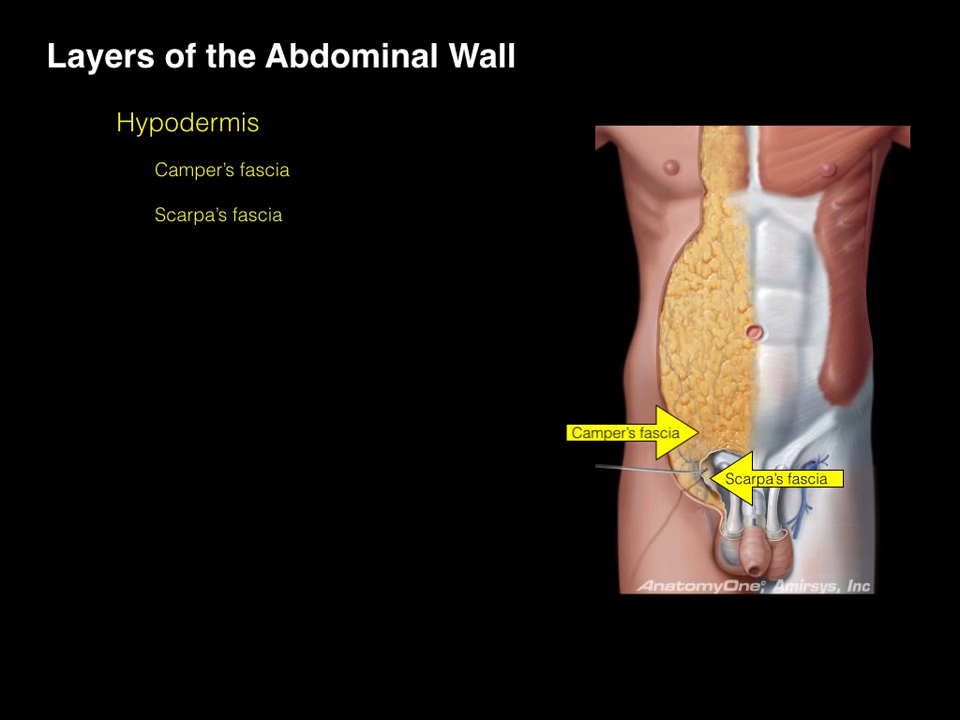 Layers of the Abdominal Wall
Hypodermis
Camper's fascia
Scarpa's fascia
Camper's fascia
Scarpa's fascia
AnatomyOne, Amirsys, Inc